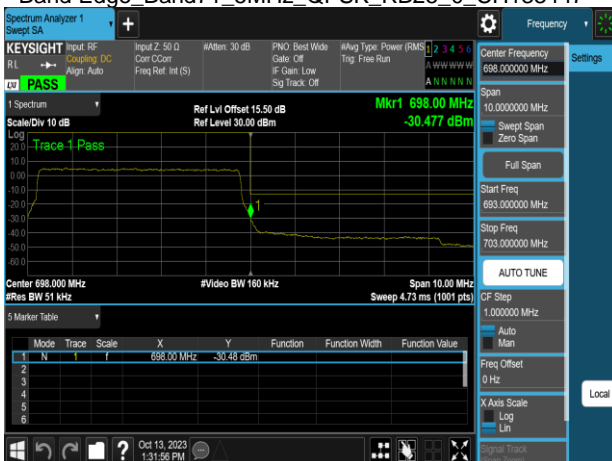 Spectrum Analyzer 1
Swept SA
Frequency
KEYSIGHT
RL
LXI PASS
Input: RF
Coupling: DC
Align: Auto
Input Z: 50 Ω
Corr CCorr
Freq Ref: Int (S)
#Atten: 30 dB
PNO: Best Wide
Gate: Off
IF Gain: Low
Sig Track: Off
#Avg Type: Power (RMS
Trig: Free Run
1 2 3 4 5 6
A W W W W W
A N N N N N
1 Spectrum
Scale/Div 10 dB
Ref Lvl Offset 15.50 dB
Ref Level 30.00 dBm
Mkr1 698.00 MHz
-30.477 dBm
Log
Trace 1 Pass
20.0
10.0
0.00
-10.0
-20.0
-30.0
-40.0
-50.0
-60.0
1
Center 698.000 MHz
#Video BW 160 kHz
Span 10.00 MHz
#Res BW 51 kHz
Sweep 4.73 ms (1001 pts)
5 Marker Table
Mode Trace Scale X Y Function Function Width Function Value
1 N 1 f 698.00 MHz -30.48 dBm
2
3
4
5
6
Oct 13, 2023
1:31:56 PM
Center Frequency
698.000000 MHz
Settings
Span
10.0000000 MHz
Swept Span
Zero Span
Full Span
Start Freq
693.000000 MHz
Stop Freq
703.000000 MHz
AUTO TUNE
CF Step
1.000000 MHz
Auto
Man
Freq Offset
0 Hz
X Axis Scale
Log
Lin
Local
Signal Track